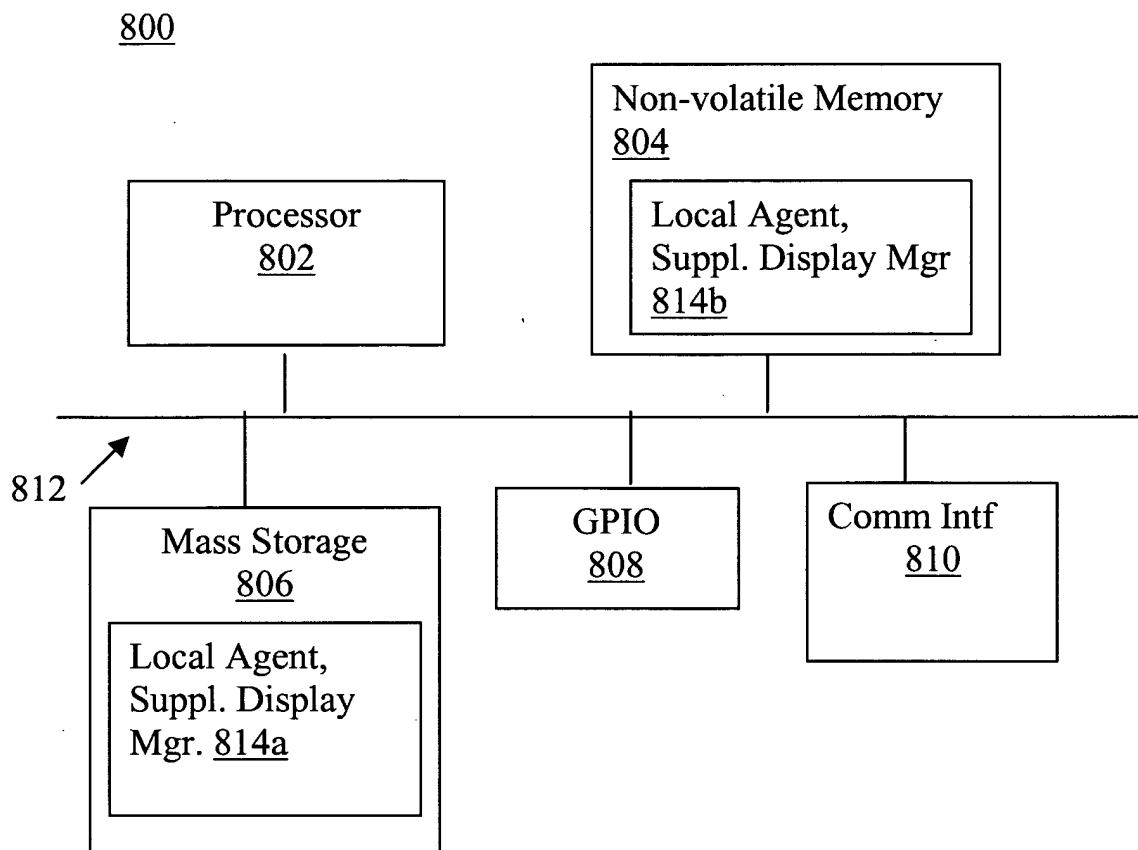 800
Non-volatile Memory
804
Processor
802
Local Agent,
Suppl. Display Mgr
814b
812
Mass Storage
806
GPIO
808
Comm Intf
810
Local Agent,
Suppl. Display
Mgr. 814a